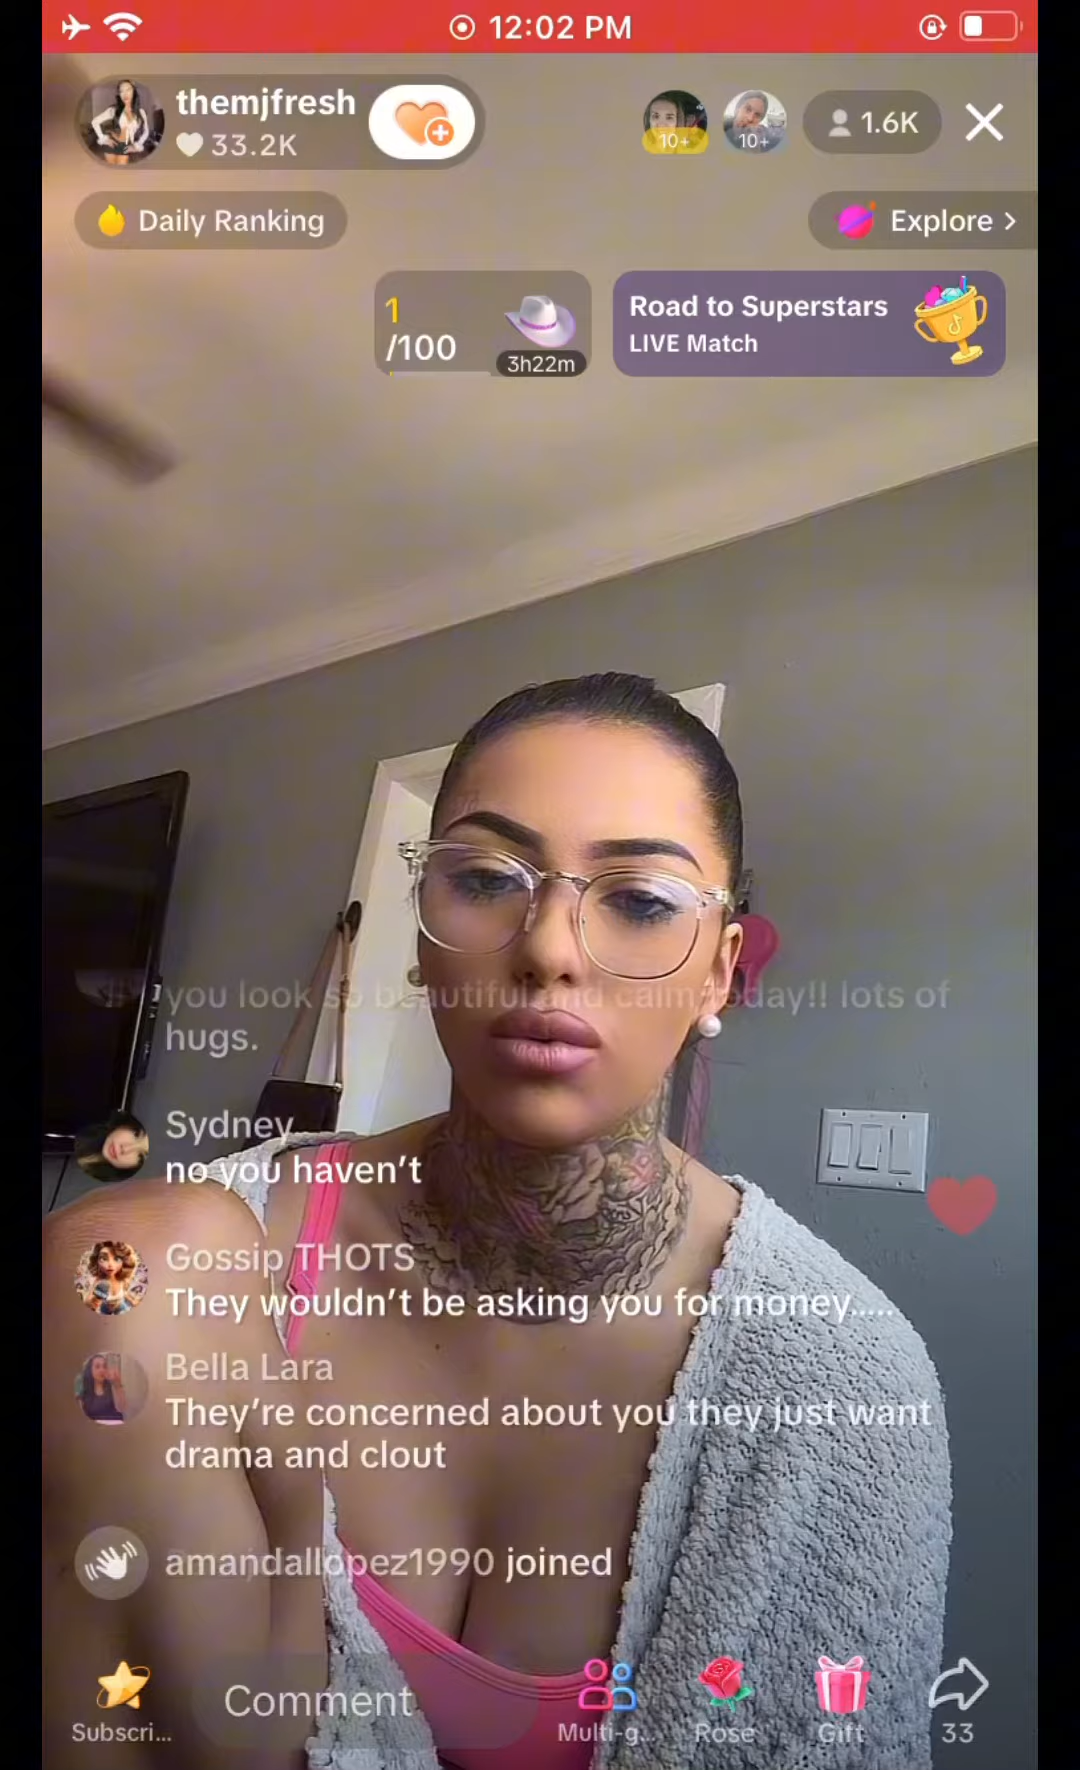 12:02 PM
themjfresh
33.2K
10+
10+
1.6K
Daily Ranking
Explore
1
/100
3h22m
Road to Superstars
LIVE Match
you look so beautiful and calm today!! lots of
hugs.
Sydney
no you haven't
Gossip THOTS
They wouldn't be asking you for money.....
Bella Lara
They're concerned about you they just want
drama and clout
amandallopez1990 joined
Comment
Subscri...
Multi-g...
Rose
Gift
33